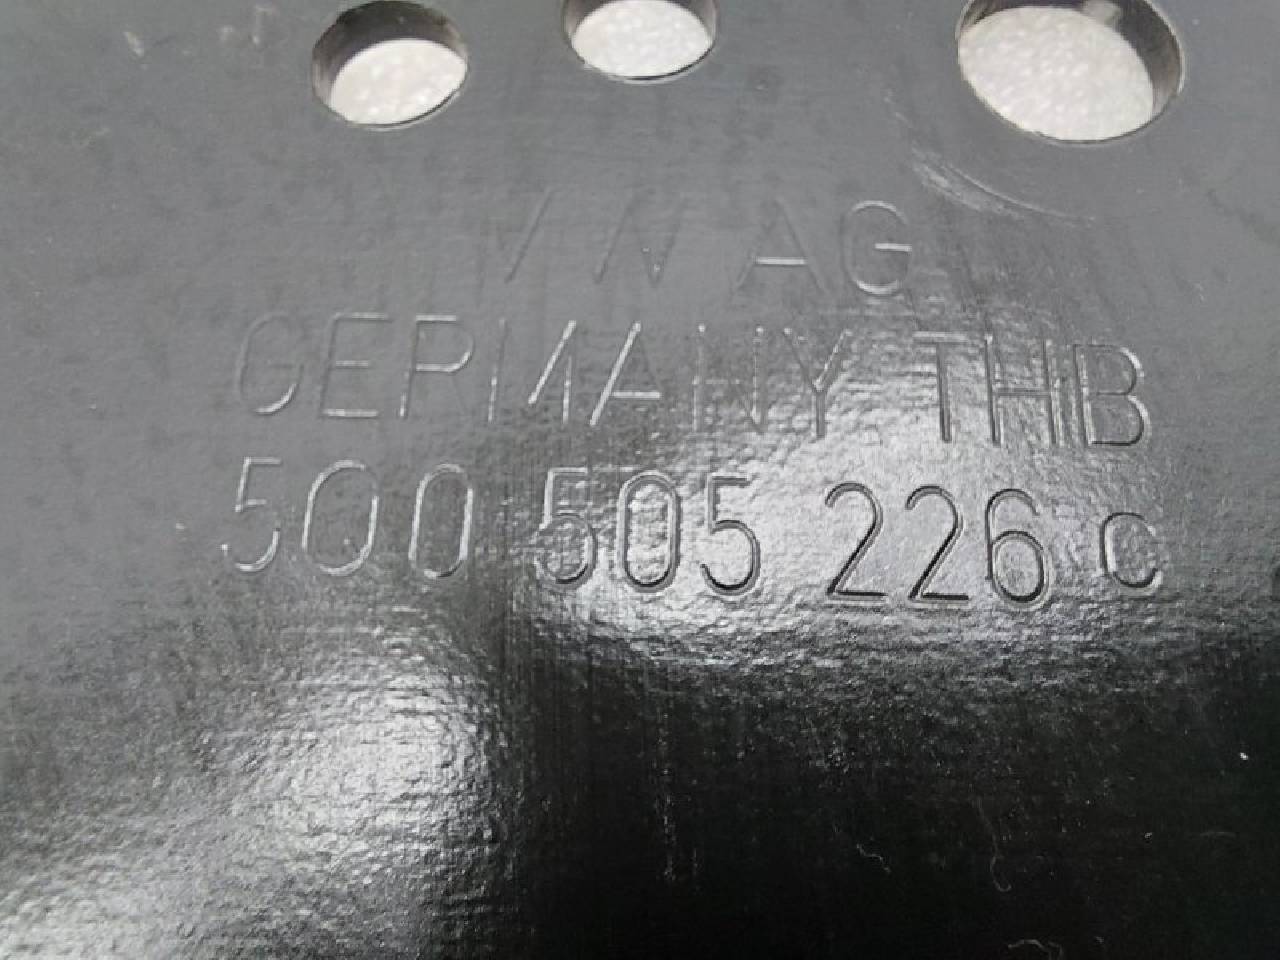 VW AG
GERMANY THB
5Q0 505 226 C